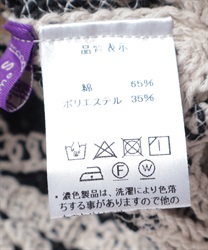 品質表示
綿 65%
ポリエステル 35%
・濃色製品は、洗濯により色落
ちする事が ありますので他の